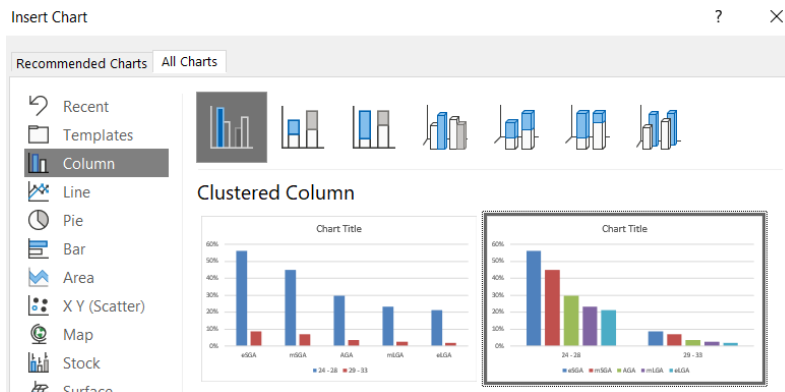 Insert Chart ? ×
Recommended Charts All Charts
Recent
Templates
Column
Line
Pie
Bar
Area
X Y (Scatter)
Map
Stock
Surface
Clustered Column
Chart Title
60%
50%
40%
30%
20%
10%
0%
eSGA mSGA AGA mLGA eLGA
24 - 28 29 - 33
Chart Title
60%
50%
40%
30%
20%
10%
0%
24 - 28 29 - 33
eSGA mSGA AGA mLGA eLGA